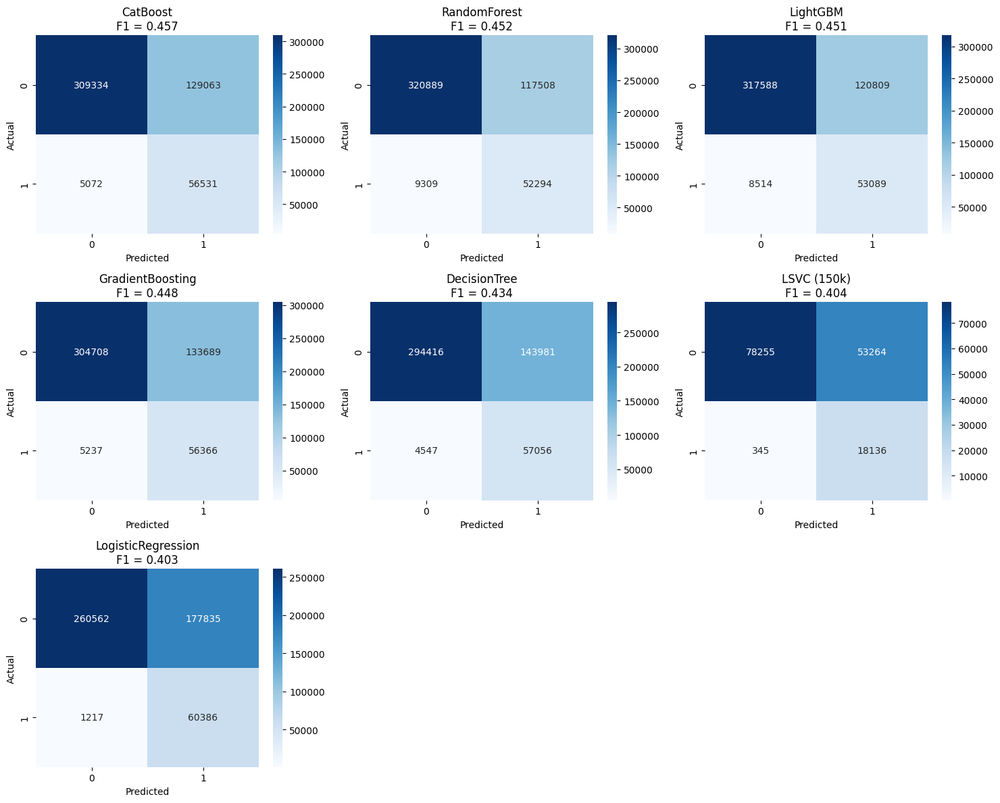 CatBoost
F1 = 0.457
309334 129063
5072 56531
0
1
Actual
0 1
Predicted
300000
250000
200000
150000
100000
50000
RandomForest
F1 = 0.452
320889 117508
9309 52294
0
1
Actual
0 1
Predicted
300000
250000
200000
150000
100000
50000
LightGBM
F1 = 0.451
317588 120809
8514 53089
0
1
Actual
0 1
Predicted
300000
250000
200000
150000
100000
50000
GradientBoosting
F1 = 0.448
304708 133689
5237 56366
0
1
Actual
0 1
Predicted
300000
250000
200000
150000
100000
50000
DecisionTree
F1 = 0.434
294416 143981
4547 57056
0
1
Actual
0 1
Predicted
250000
200000
150000
100000
50000
LSVC (150k)
F1 = 0.404
78255 53264
345 18136
0
1
Actual
0 1
Predicted
70000
60000
50000
40000
30000
20000
10000
LogisticRegression
F1 = 0.403
260562 177835
1217 60386
0
1
Actual
0 1
Predicted
250000
200000
150000
100000
50000